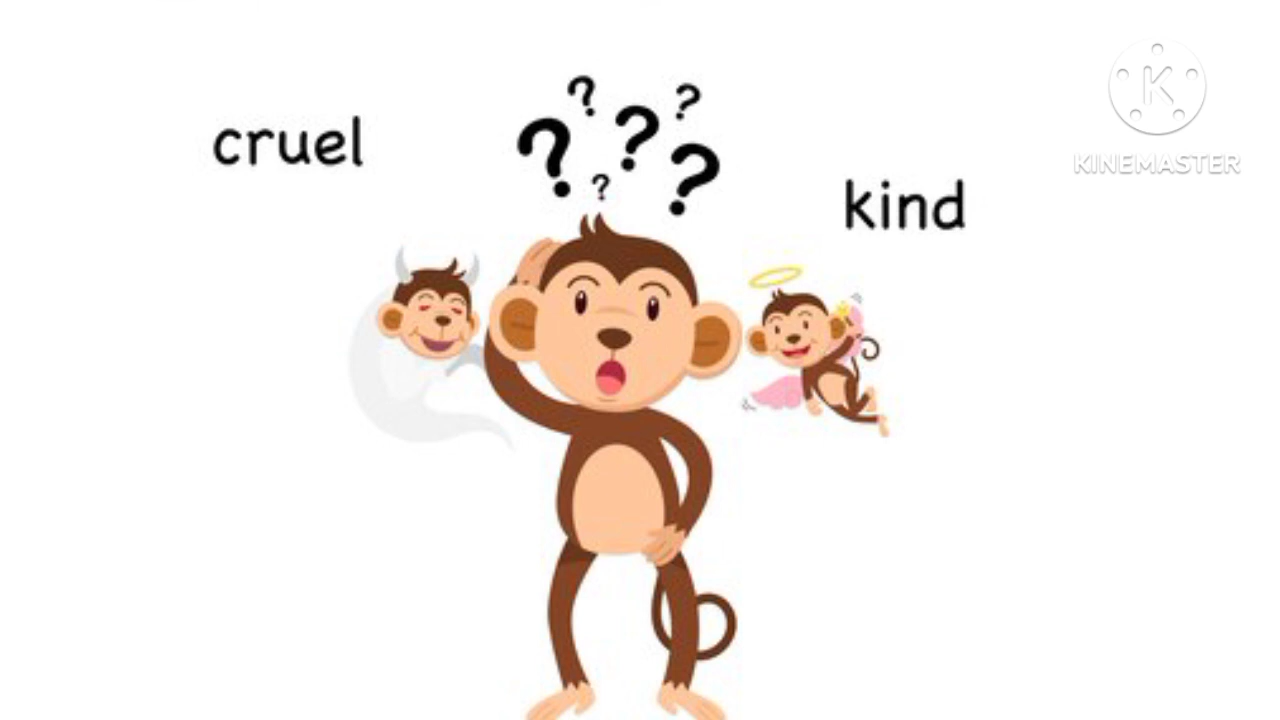 cruel
? ? ? ? ? ?
kind
K
KINEMASTER